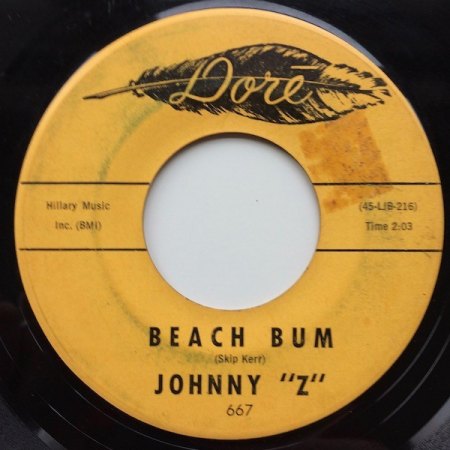 Doré
Hillary Music
Inc. (BMI)
(45-LJB-216)
Time 2:03
BEACH BUM
(Skip Kerr)
JOHNNY "Z"
667